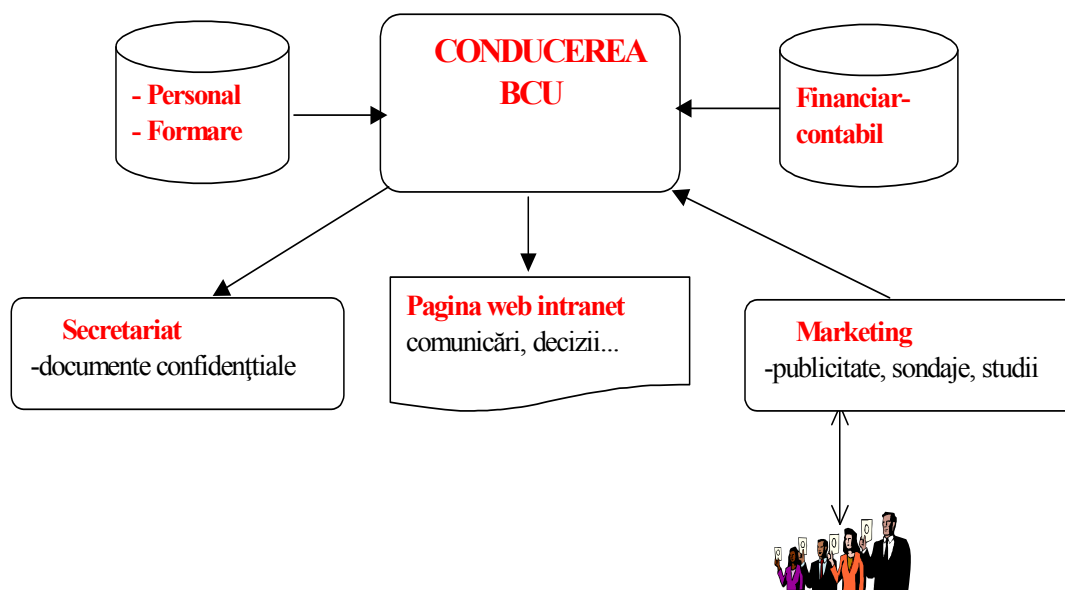 - Personal
- Formare
CONDUCEREA
BCU
Financiar-
contabil
Secretariat
-documente confidenţtiale
Pagina web intranet
comunicări, decizii...
Marketing
-publicitate, sondaje, studii